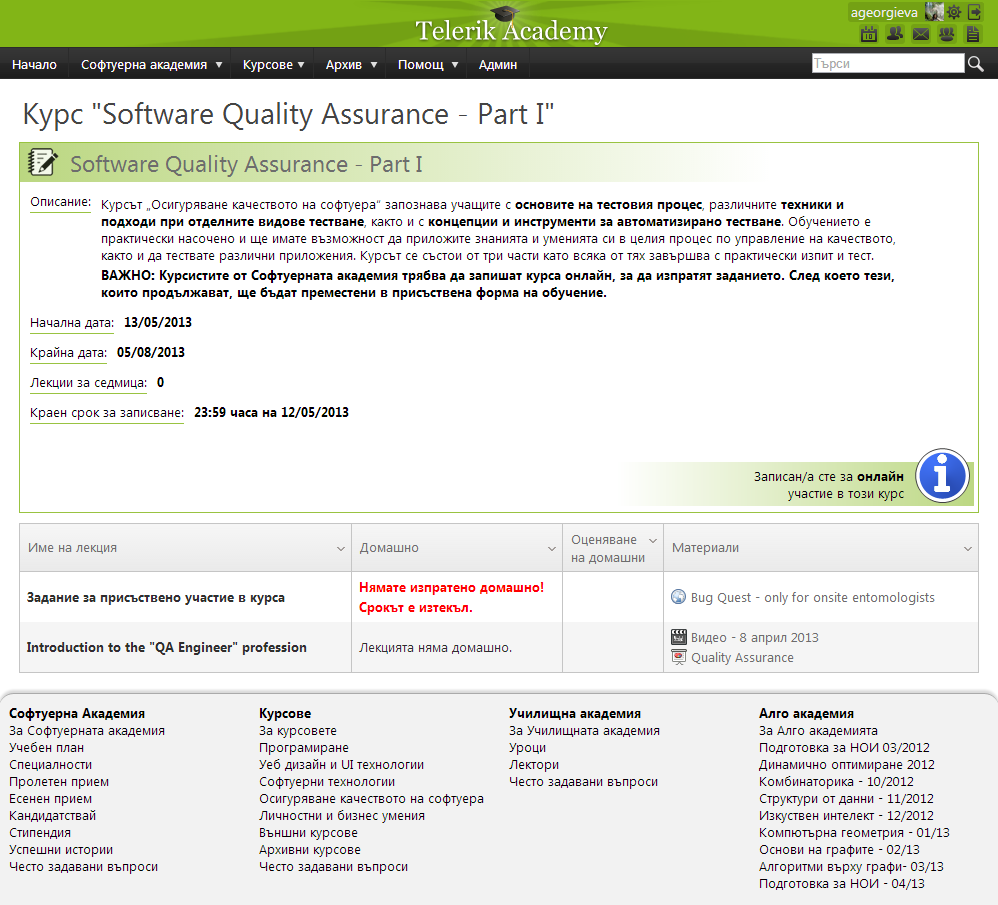 ageorgieva
Telerik Academy
Начало Софтуерна академия Курсове Архив Помощ Админ Търси
Курс "Software Quality Assurance - Part I"
Software Quality Assurance - Part I
Описание: Курсът „Осигуряване качеството на софтуера“ запознава учащите с основите на тестовия процес, различните техники и
подходи при отделните видове тестване, както и с концепции и инструменти за автоматизирано тестване. Обучението е
практически насочено и ще имате възможност да приложите знанията и уменията си в целия процес по управление на качеството,
както и да тествате различни приложения. Курсът се състои от три части като всяка от тях завършва с практически изпит и тест.
ВАЖНО: Курсистите от Софтуерната академия трябва да запишат курса онлайн, за да изпратят заданието. След което тези,
които продължават, ще бъдат преместени в присъствена форма на обучение.
Начална дата: 13/05/2013
Крайна дата: 05/08/2013
Лекции за седмица: 0
Краен срок за записване: 23:59 часа на 12/05/2013
Записан/а сте за онлайн
участие в този курс
Име на лекция Домашно Оценяване на домашни Материали
Задание за присъствено участие в курса
Нямате изпратено домашно!
Срокът е изтекъл.
Bug Quest - only for onsite entomologists
Introduction to the "QA Engineer" profession
Лекцията няма домашно.
Видео - 8 април 2013
Quality Assurance
Софтуерна Академия
За Софтуерната академия
Учебен план
Специалности
Пролетен прием
Есенен прием
Кандидатствай
Стипендия
Успешни истории
Често задавани въпроси
Курсове
За курсовете
Програмиране
Уеб дизайн и UI технологии
Софтуерни технологии
Осигуряване качеството на софтуера
Личностни и бизнес умения
Външни курсове
Архивни курсове
Често задавани въпроси
Училищна академия
За Училищната академия
Уроци
Лектори
Често задавани въпроси
Алго академия
За Алго академията
Подготовка за НОИ 03/2012
Динамично оптимиране 2012
Комбинаторика - 10/2012
Структури от данни - 11/2012
Изкуствен интелект - 12/2012
Компютърна геометрия - 01/13
Основи на графите - 02/13
Алгоритми върху графи- 03/13
Подготовка за НОИ - 04/13